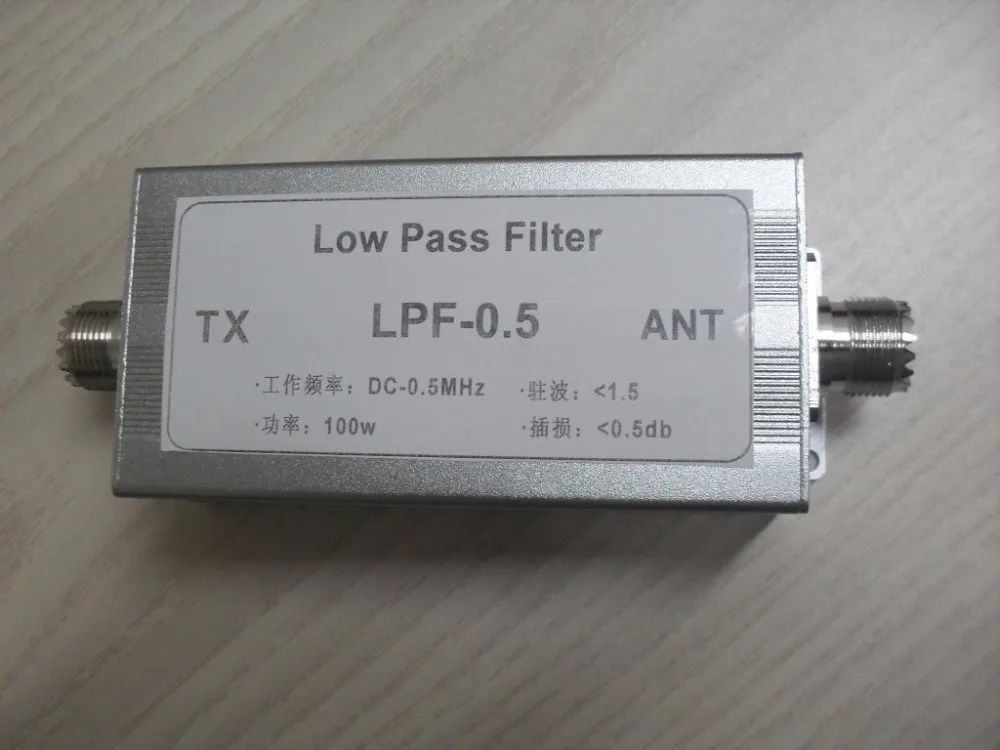 Low Pass Filter
TX LPF-0.5 ANT
·工作频率：DC-0.5MHz ·驻波：<1.5
·功率：100w ·插损：<0.5db